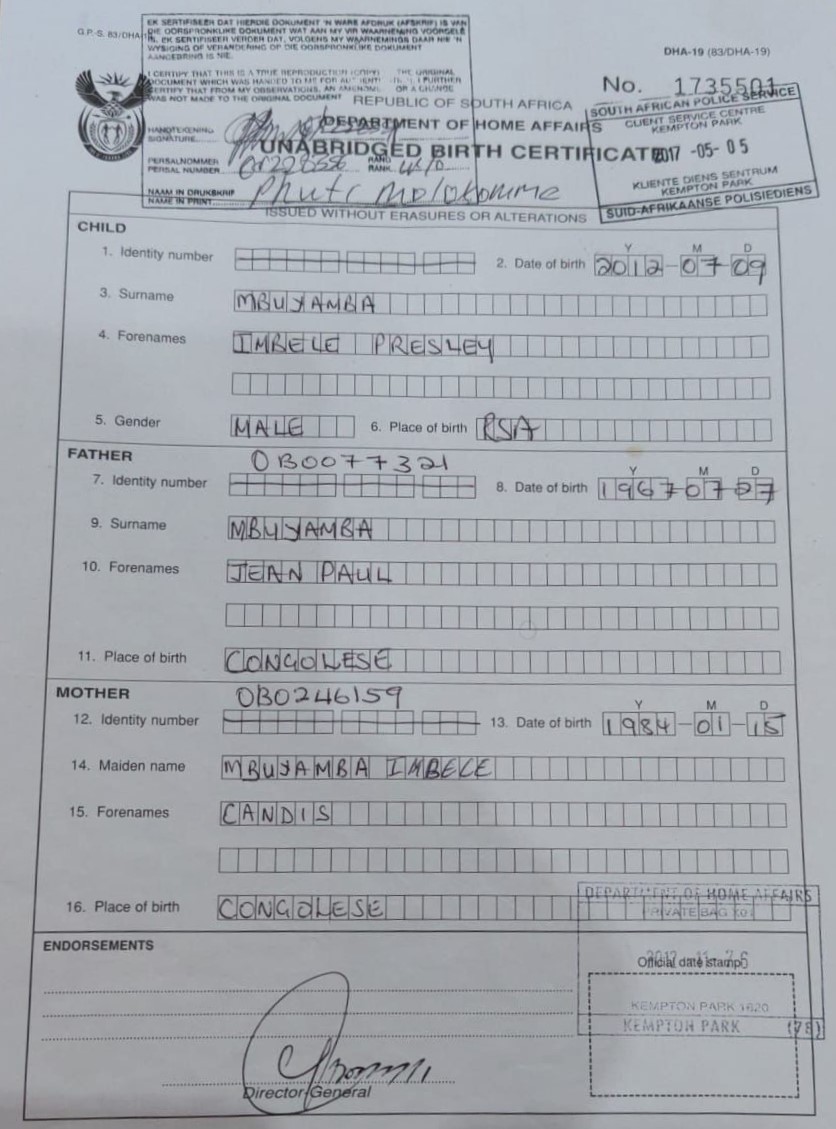 G.P.-S. 83/DHA-19
EK SERTIFISEER DAT HIERDIE DOKUMENT 'N WARE AFDRUK (AFSKRIF) IS VAN
DIE OORSPRONKLIKE DOKUMENT WAT AAN MY VIR WAARNEMING VOORGELÊ
IS. EK SERTIFISEER VERDER DAT, VOLGENS MY WAARNEMINGS DAAR NIE 'N
WYSIGING OF VERANDERING OP DIE OORSPRONKLIKE DOKUMENT
AANGEBRING IS NIE.
I CERTIFY THAT THIS IS A TRUE REPRODUCTION (COPY) THE ORIGINAL
DOCUMENT WHICH WAS HANDED TO ME FOR I FURTHER
CERTIFY THAT FROM MY OBSERVATIONS, AN OR A CHANGE
WAS NOT MADE TO THE ORIGINAL DOCUMENT
DHA-19 (83/DHA-19)
No. 1735501
REPUBLIC OF SOUTH AFRICA
DEPARTMENT OF HOME AFFAIRS
UNABRIDGED BIRTH CERTIFICATE
HANDTEKENING
SIGNATURE
PERSALNOMMER
PERSAL NUMBER
RANG
RANK
NAAM IN DRUKSKRIF
NAME IN PRINT
SOUTH AFRICAN POLICE SERVICE
CLIENT SERVICE CENTRE
KEMPTON PARK
2017 -05- 05
KLIENTE DIENS SENTRUM
KEMPTON PARK
SUID-AFRIKAANSE POLISIEDIENS
ISSUED WITHOUT ERASURES OR ALTERATIONS
CHILD
1. Identity number
2. Date of birth Y M D 2012-07-09
3. Surname MBUYAMBA
4. Forenames IMBELE PRESLEY
5. Gender MALE 6. Place of birth RSA
FATHER
7. Identity number OB0077321
8. Date of birth Y M D 1967-07-27
9. Surname MBUYAMBA
10. Forenames JEAN PAUL
11. Place of birth CONGOLESE
MOTHER
12. Identity number OB0246159
13. Date of birth Y M D 1984-01-15
14. Maiden name MBUYAMBA IMBELE
15. Forenames CANDIS
16. Place of birth CONGOLESE
ENDORSEMENTS
DEPARTMENT OF HOME AFFAIRS
PRIVATE BAG
Official date stamp
KEMPTON PARK 1620
KEMPTON PARK (78)
Director-General